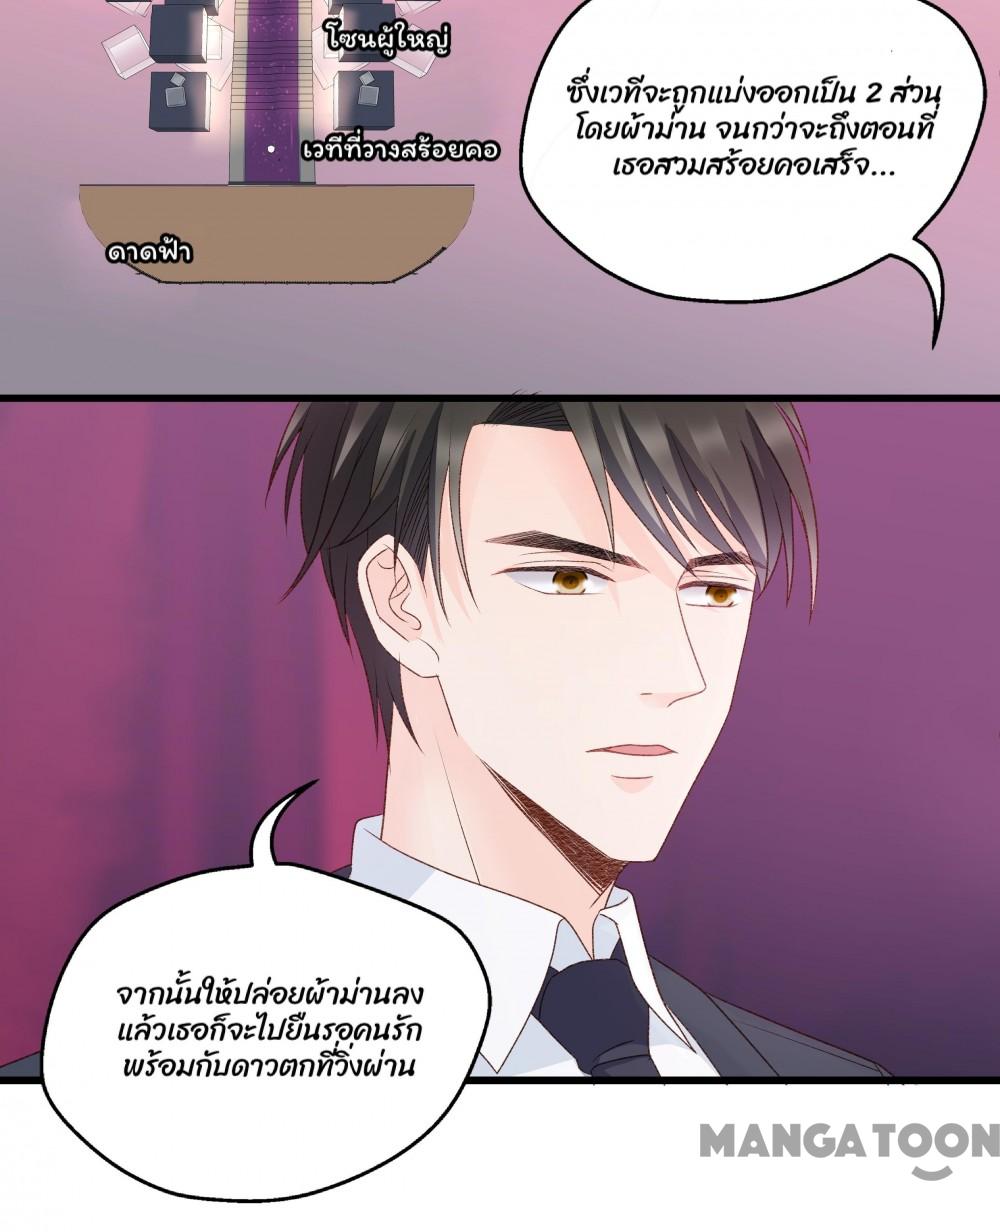 โซนผู้ใหญ่
เวทีที่วางสร้อยคอ
ดาดฟ้า
ซึ่งเวทีจะถูกแบ่งออกเป็น 2 ส่วน
โดยผ้าม่าน จนกว่าจะถึงตอนที่
เธอสวมสร้อยคอเสร็จ...
จากนั้นให้ปล่อยผ้าม่านลง
แล้วเธอก็จะไปยืนรอคนรัก
พร้อมกับดาวตกที่วิ่งผ่าน
MANGATOON